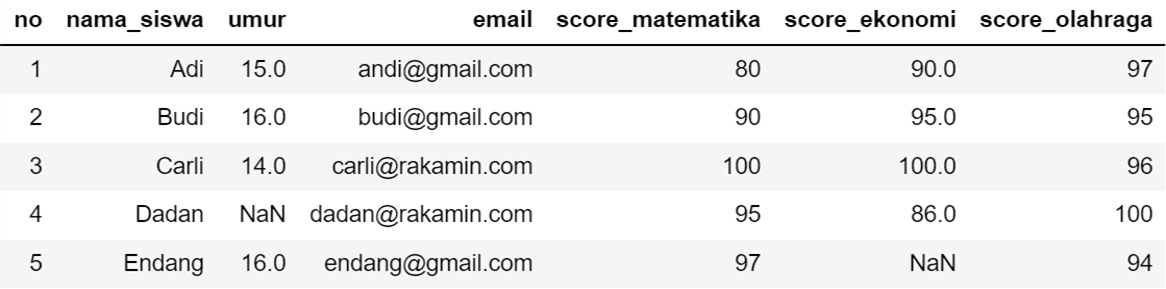 no nama_siswa umur email score_matematika score_ekonomi score_olahraga
1 Adi 15.0 andi@gmail.com 80 90.0 97
2 Budi 16.0 budi@gmail.com 90 95.0 95
3 Carli 14.0 carli@rakamin.com 100 100.0 96
4 Dadan NaN dadan@rakamin.com 95 86.0 100
5 Endang 16.0 endang@gmail.com 97 NaN 94